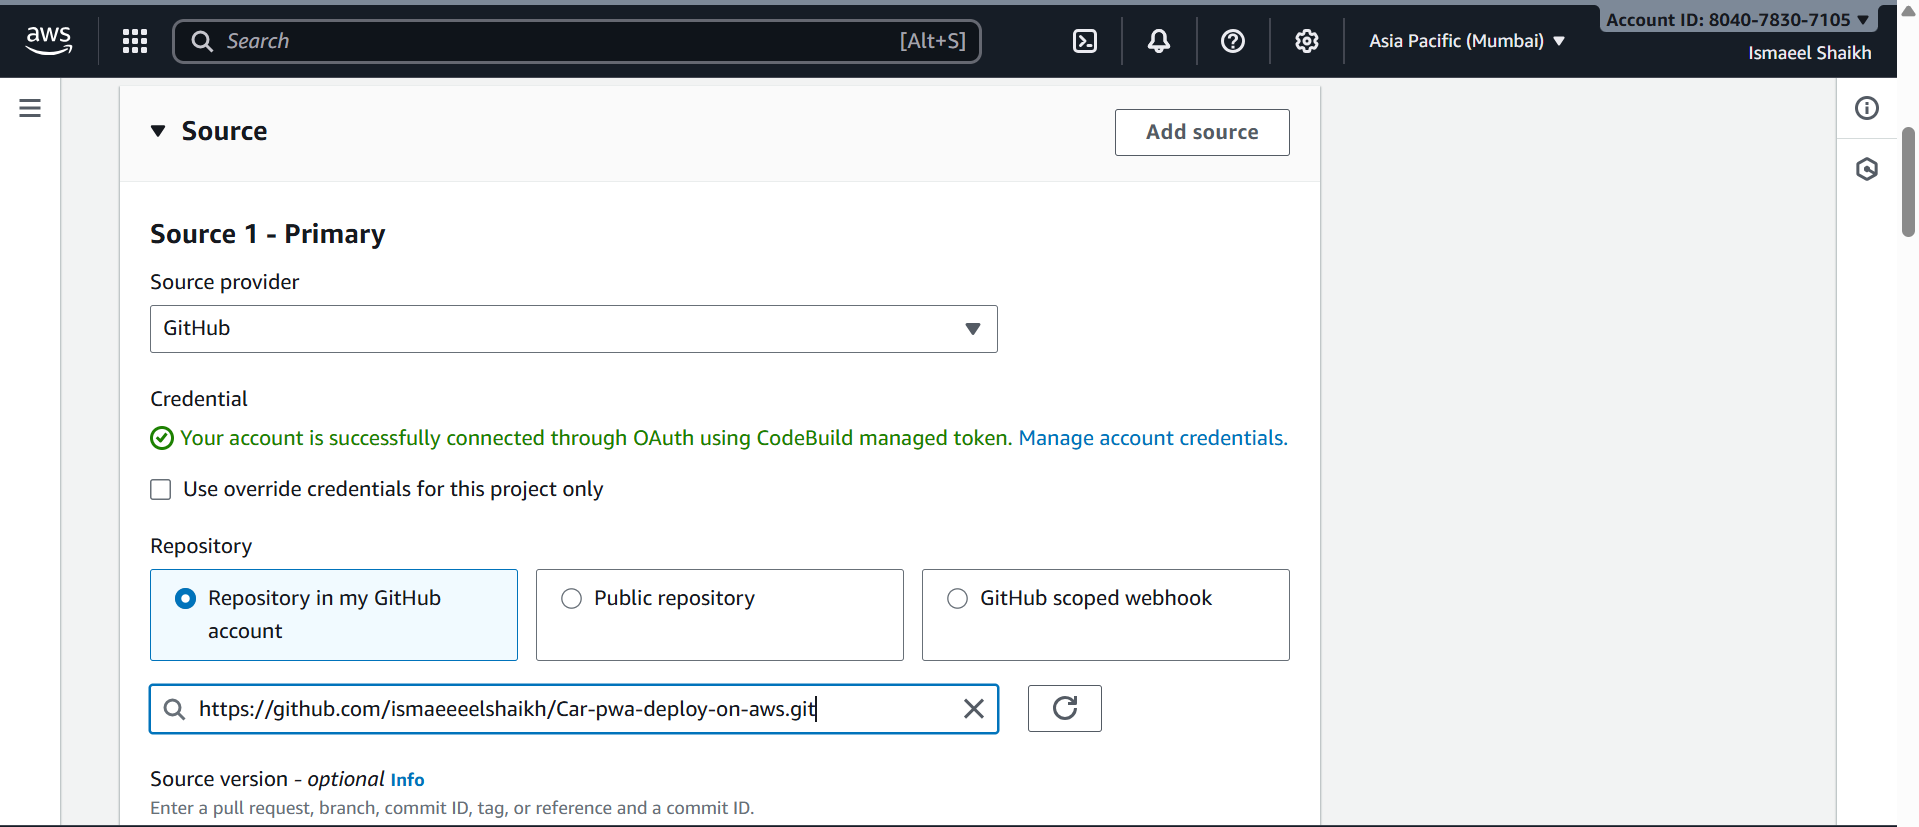 aws
Search
[Alt+S]
Asia Pacific (Mumbai)
Account ID: 8040-7830-7105
Ismaeel Shaikh
Source
Add source
Source 1 - Primary
Source provider
GitHub
Credential
Your account is successfully connected through OAuth using CodeBuild managed token. Manage account credentials.
Use override credentials for this project only
Repository
Repository in my GitHub
account
Public repository
GitHub scoped webhook
https://github.com/ismaeeeelshaikh/Car-pwa-deploy-on-aws.git
Source version - optional Info
Enter a pull request, branch, commit ID, tag, or reference and a commit ID.